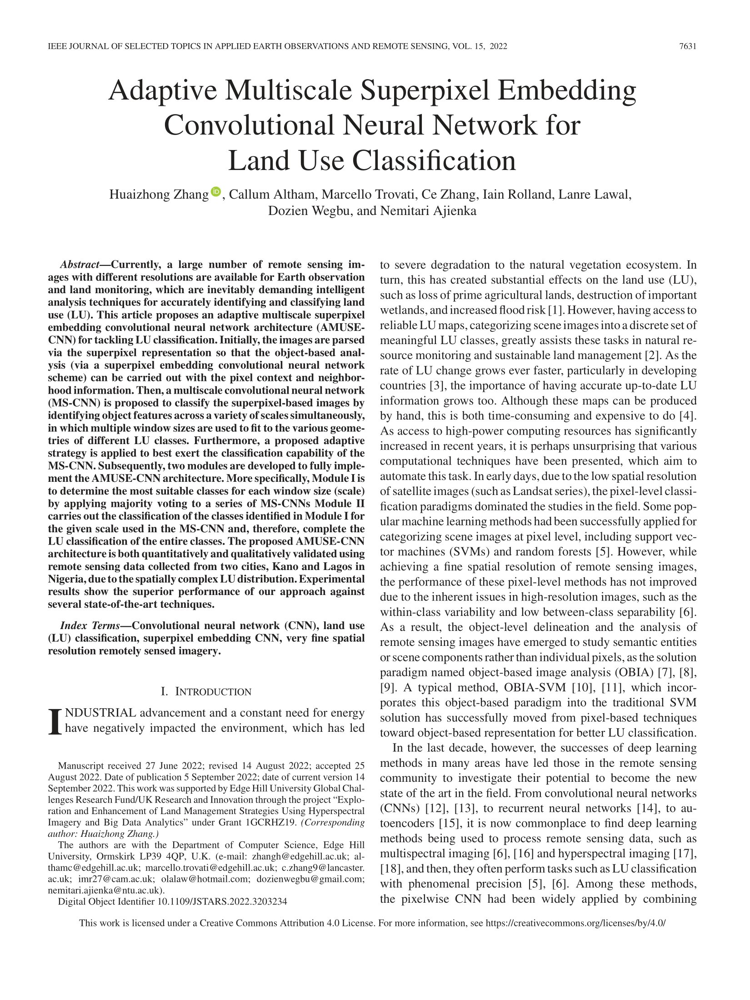 IEEE JOURNAL OF SELECTED TOPICS IN APPLIED EARTH OBSERVATIONS AND REMOTE SENSING, VOL. 15, 2022 7631
Adaptive Multiscale Superpixel Embedding
Convolutional Neural Network for
Land Use Classification
Huaizhong Zhang iD, Callum Altham, Marcello Trovati, Ce Zhang, Iain Rolland, Lanre Lawal,
Dozien Wegbu, and Nemitari Ajienka
Abstract—Currently, a large number of remote sensing im-
ages with different resolutions are available for Earth observation
and land monitoring, which are inevitably demanding intelligent
analysis techniques for accurately identifying and classifying land
use (LU). This article proposes an adaptive multiscale superpixel
embedding convolutional neural network architecture (AMUSE-
CNN) for tackling LU classification. Initially, the images are parsed
via the superpixel representation so that the object-based anal-
ysis (via a superpixel embedding convolutional neural network
scheme) can be carried out with the pixel context and neighbor-
hood information. Then, a multiscale convolutional neural network
(MS-CNN) is proposed to classify the superpixel-based images by
identifying object features across a variety of scales simultaneously,
in which multiple window sizes are used to fit to the various geome-
tries of different LU classes. Furthermore, a proposed adaptive
strategy is applied to best exert the classification capability of the
MS-CNN. Subsequently, two modules are developed to fully imple-
ment the AMUSE-CNN architecture. More specifically, Module I is
to determine the most suitable classes for each window size (scale)
by applying majority voting to a series of MS-CNNs Module II
carries out the classification of the classes identified in Module I for
the given scale used in the MS-CNN and, therefore, complete the
LU classification of the entire classes. The proposed AMUSE-CNN
architecture is both quantitatively and qualitatively validated using
remote sensing data collected from two cities, Kano and Lagos in
Nigeria, due to the spatially complex LU distribution. Experimental
results show the superior performance of our approach against
several state-of-the-art techniques.
Index Terms—Convolutional neural network (CNN), land use
(LU) classification, superpixel embedding CNN, very fine spatial
resolution remotely sensed imagery.
I. INTRODUCTION
INDUSTRIAL advancement and a constant need for energy
have negatively impacted the environment, which has led
Manuscript received 27 June 2022; revised 14 August 2022; accepted 25
August 2022. Date of publication 5 September 2022; date of current version 14
September 2022. This work was supported by Edge Hill University Global Chal-
lenges Research Fund/UK Research and Innovation through the project “Explo-
ration and Enhancement of Land Management Strategies Using Hyperspectral
Imagery and Big Data Analytics” under Grant 1GCRHZ19. (Corresponding
author: Huaizhong Zhang.)
The authors are with the Department of Computer Science, Edge Hill
University, Ormskirk LP39 4QP, U.K. (e-mail: zhangh@edgehill.ac.uk; al-
thamc@edgehill.ac.uk; marcello.trovati@edgehill.ac.uk; c.zhang9@lancaster.
ac.uk; imr27@cam.ac.uk; olalaw@hotmail.com; dozienwegbu@gmail.com;
nemitari.ajienka@ntu.ac.uk).
Digital Object Identifier 10.1109/JSTARS.2022.3203234
to severe degradation to the natural vegetation ecosystem. In
turn, this has created substantial effects on the land use (LU),
such as loss of prime agricultural lands, destruction of important
wetlands, and increased flood risk [1]. However, having access to
reliable LU maps, categorizing scene images into a discrete set of
meaningful LU classes, greatly assists these tasks in natural re-
source monitoring and sustainable land management [2]. As the
rate of LU change grows ever faster, particularly in developing
countries [3], the importance of having accurate up-to-date LU
information grows too. Although these maps can be produced
by hand, this is both time-consuming and expensive to do [4].
As access to high-power computing resources has significantly
increased in recent years, it is perhaps unsurprising that various
computational techniques have been presented, which aim to
automate this task. In early days, due to the low spatial resolution
of satellite images (such as Landsat series), the pixel-level classi-
fication paradigms dominated the studies in the field. Some pop-
ular machine learning methods had been successfully applied for
categorizing scene images at pixel level, including support vec-
tor machines (SVMs) and random forests [5]. However, while
achieving a fine spatial resolution of remote sensing images,
the performance of these pixel-level methods has not improved
due to the inherent issues in high-resolution images, such as the
within-class variability and low between-class separability [6].
As a result, the object-level delineation and the analysis of
remote sensing images have emerged to study semantic entities
or scene components rather than individual pixels, as the solution
paradigm named object-based image analysis (OBIA) [7], [8],
[9]. A typical method, OBIA-SVM [10], [11], which incor-
porates this object-based paradigm into the traditional SVM
solution has successfully moved from pixel-based techniques
toward object-based representation for better LU classification.
In the last decade, however, the successes of deep learning
methods in many areas have led those in the remote sensing
community to investigate their potential to become the new
state of the art in the field. From convolutional neural networks
(CNNs) [12], [13], to recurrent neural networks [14], to au-
toencoders [15], it is now commonplace to find deep learning
methods being used to process remote sensing data, such as
multispectral imaging [6], [16] and hyperspectral imaging [17],
[18], and then, they often perform tasks such as LU classification
with phenomenal precision [5], [6]. Among these methods,
the pixelwise CNN had been widely applied by combining
This work is licensed under a Creative Commons Attribution 4.0 License. For more information, see https://creativecommons.org/licenses/by/4.0/